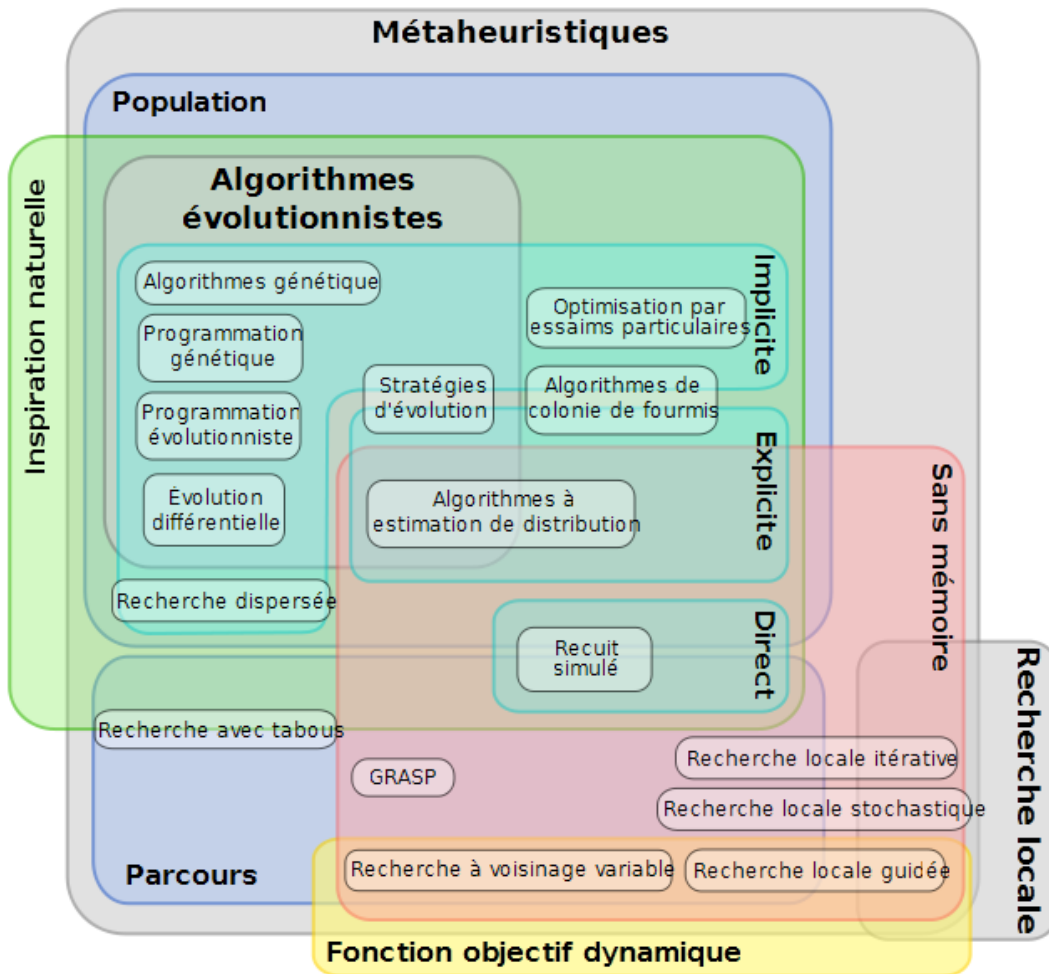 Métaheuristiques
Population
Inspiration naturelle
Algorithmes
évolutionnistes
Implicite
Algorithmes génétique
Optimisation par
essaims particulaires
Programmation
génétique
Stratégies
d'évolution
Algorithmes de
colonie de fourmis
Programmation
évolutionniste
Explicite
Sans mémoire
Évolution
différentielle
Algorithmes à
estimation de distribution
Recherche dispersée
Direct
Recuit
simulé
Recherche locale
Recherche avec tabous
Recherche locale itérative
GRASP
Recherche locale stochastique
Parcours
Recherche à voisinage variable
Recherche locale guidée
Fonction objectif dynamique